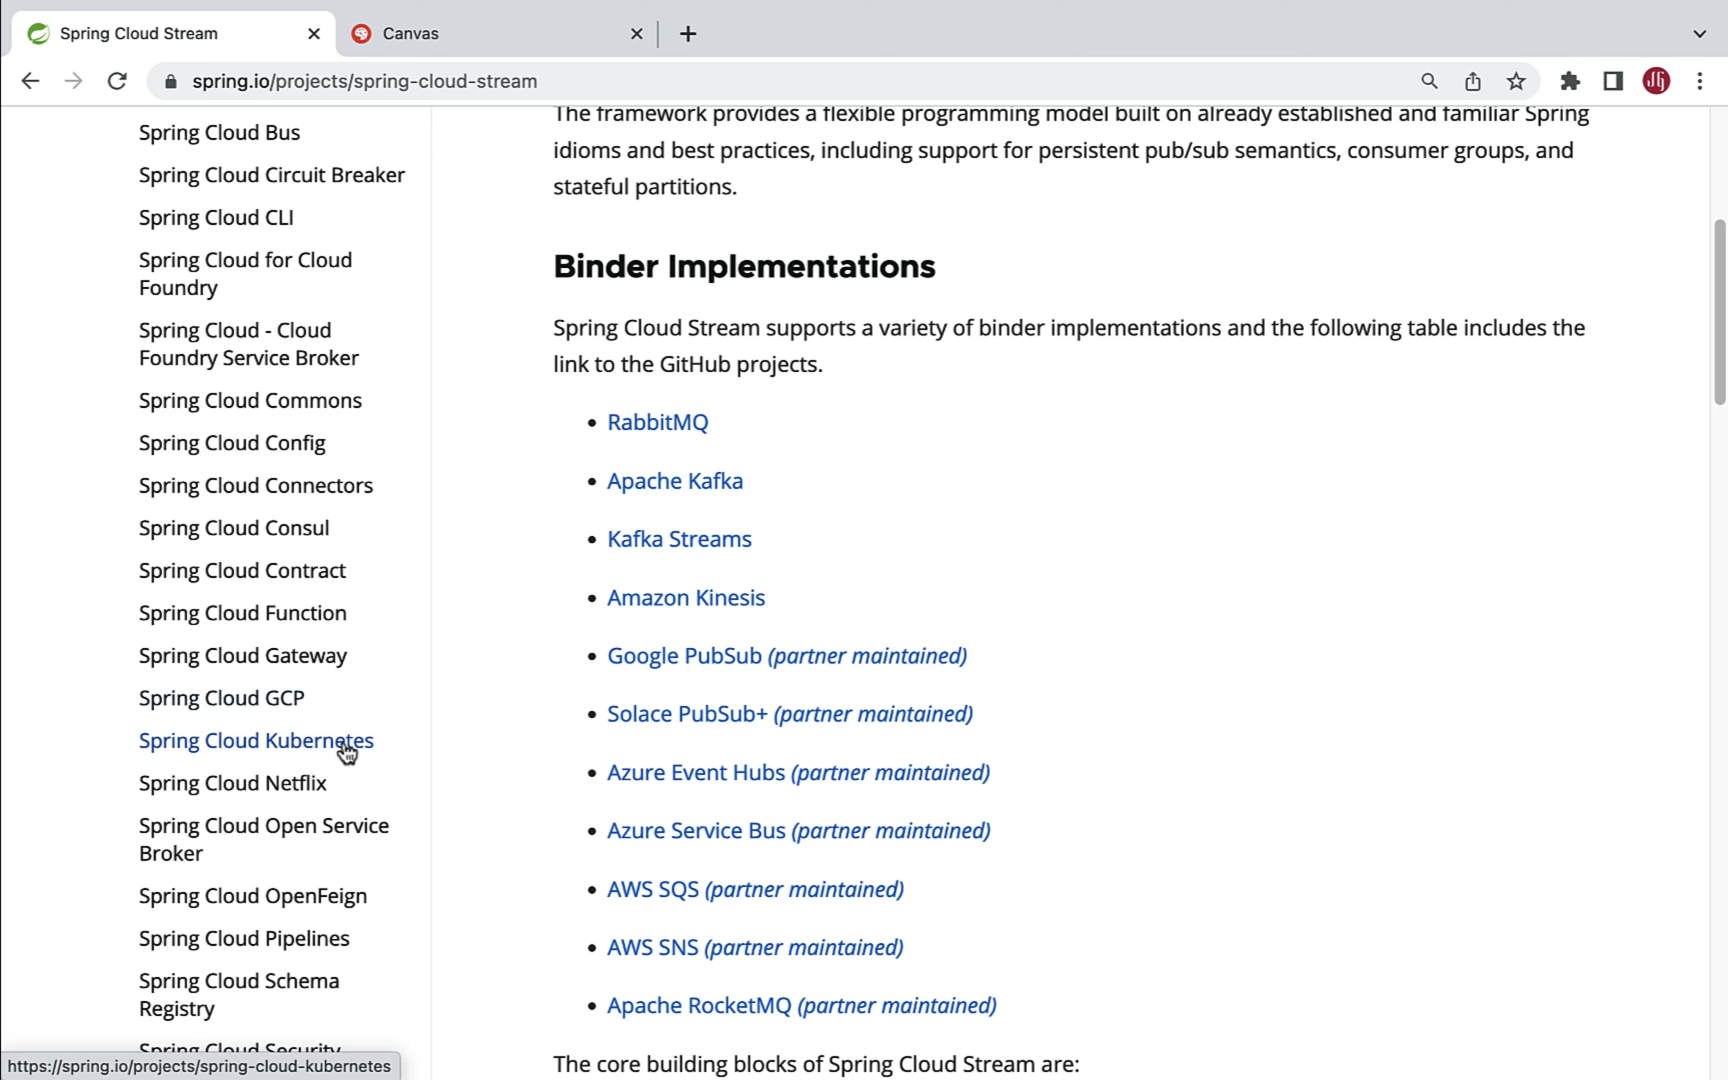 Spring Cloud Stream
Canvas
spring.io/projects/spring-cloud-stream
Spring Cloud Bus
Spring Cloud Circuit Breaker
Spring Cloud CLI
Spring Cloud for Cloud
Foundry
Spring Cloud - Cloud
Foundry Service Broker
Spring Cloud Commons
Spring Cloud Config
Spring Cloud Connectors
Spring Cloud Consul
Spring Cloud Contract
Spring Cloud Function
Spring Cloud Gateway
Spring Cloud GCP
Spring Cloud Kubernetes
Spring Cloud Netflix
Spring Cloud Open Service
Broker
Spring Cloud OpenFeign
Spring Cloud Pipelines
Spring Cloud Schema
Registry
Spring Cloud Security
https://spring.io/projects/spring-cloud-kubernetes
The framework provides a flexible programming model built on already established and familiar Spring
idioms and best practices, including support for persistent pub/sub semantics, consumer groups, and
stateful partitions.
Binder Implementations
Spring Cloud Stream supports a variety of binder implementations and the following table includes the
link to the GitHub projects.
• RabbitMQ
• Apache Kafka
• Kafka Streams
• Amazon Kinesis
• Google PubSub (partner maintained)
• Solace PubSub+ (partner maintained)
• Azure Event Hubs (partner maintained)
• Azure Service Bus (partner maintained)
• AWS SQS (partner maintained)
• AWS SNS (partner maintained)
• Apache RocketMQ (partner maintained)
The core building blocks of Spring Cloud Stream are: